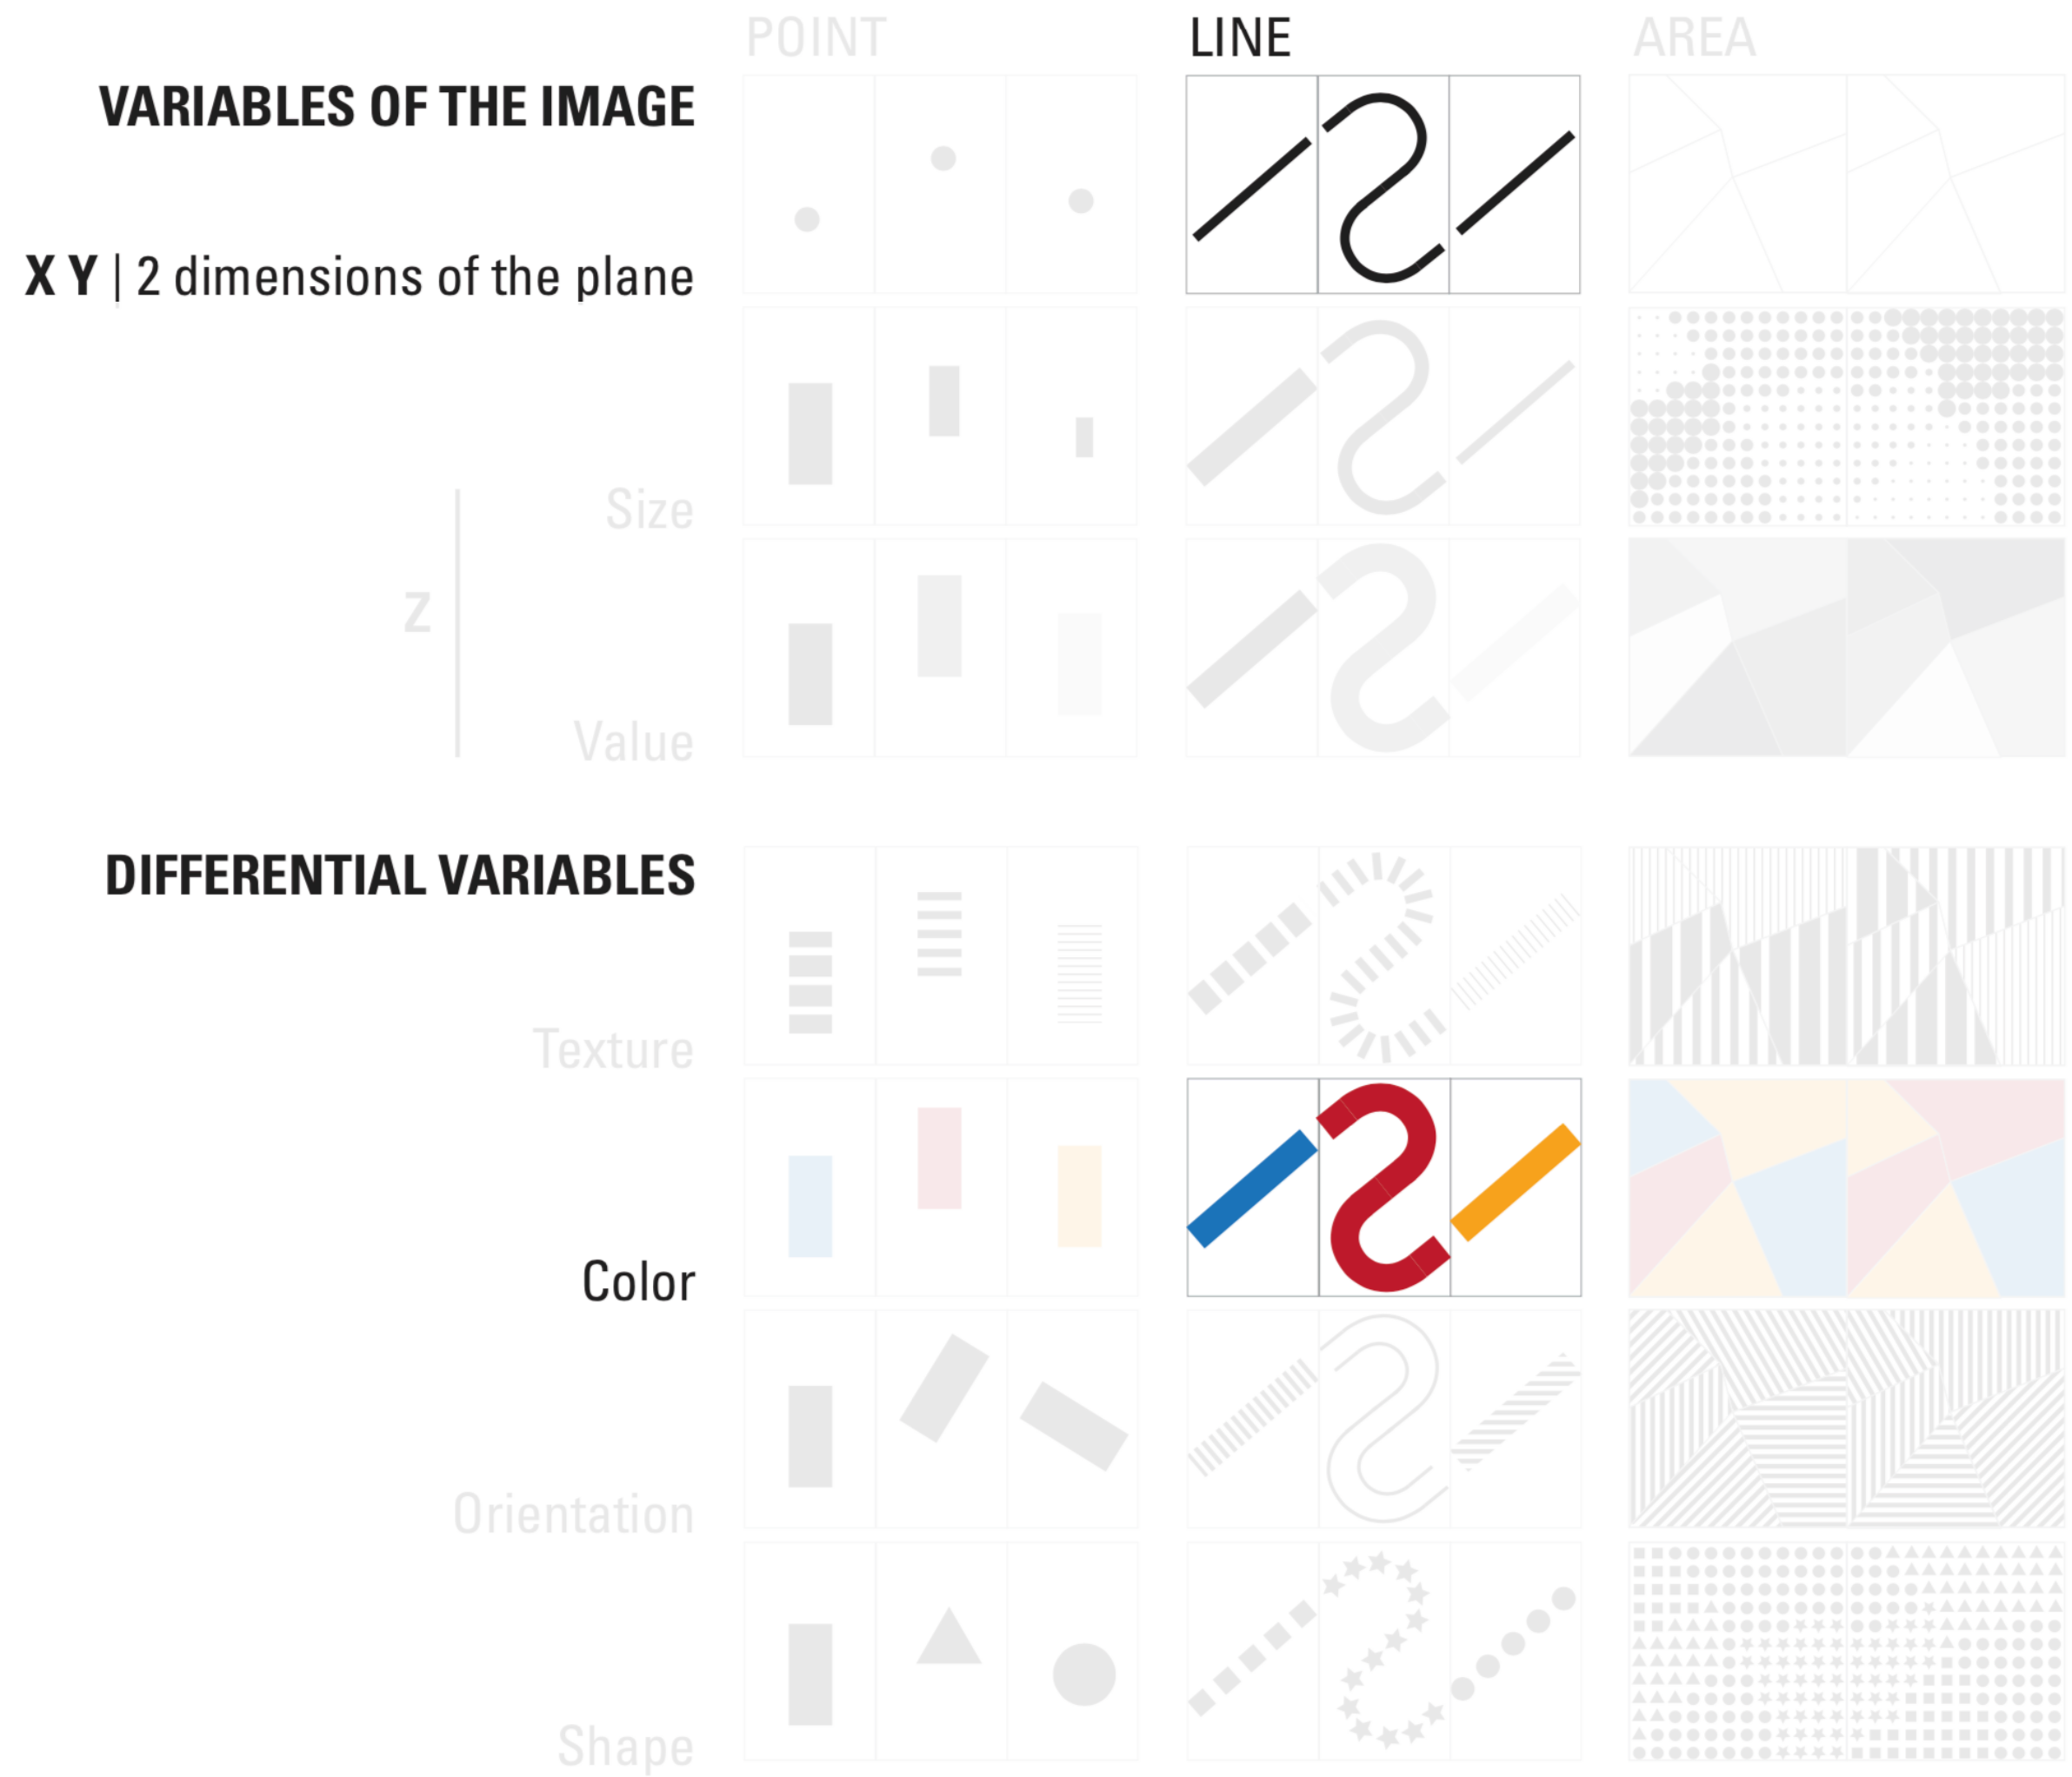 POINT LINE AREA
VARIABLES OF THE IMAGE
X Y | 2 dimensions of the plane
Size
Z
Value
DIFFERENTIAL VARIABLES
Texture
Color
Orientation
Shape